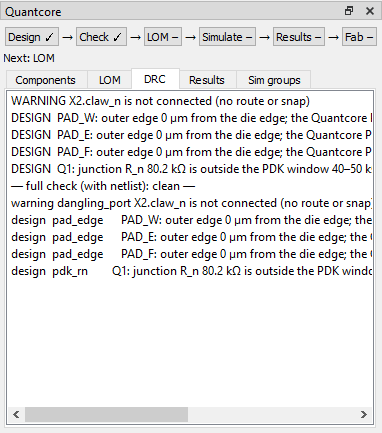 Quantcore
Design ✓ → Check ✓ → LOM – → Simulate – → Results – → Fab –
Next: LOM
Components LOM DRC Results Sim groups
WARNING X2.claw_n is not connected (no route or snap)
DESIGN PAD_W: outer edge 0 µm from the die edge; the Quantcore
DESIGN PAD_E: outer edge 0 µm from the die edge; the Quantcore
DESIGN PAD_F: outer edge 0 µm from the die edge; the Quantcore
DESIGN Q1: junction R_n 80.2 kΩ is outside the PDK window 40–50
— full check (with netlist): clean —
warning dangling_port X2.claw_n is not connected (no route or snap
design pad_edge PAD_W: outer edge 0 µm from the die edge; the
design pad_edge PAD_E: outer edge 0 µm from the die edge; the
design pad_edge PAD_F: outer edge 0 µm from the die edge; the
design pdk_rn Q1: junction R_n 80.2 kΩ is outside the PDK